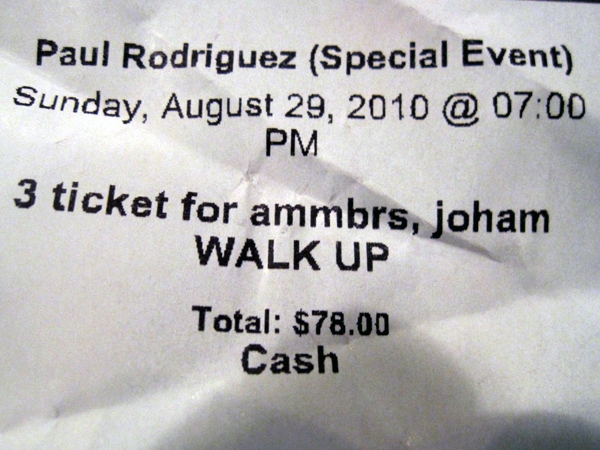 Paul Rodriguez (Special Event)
Sunday, August 29, 2010 @ 07:00
PM
3 ticket for ammbrs, joham
WALK UP
Total: $78.00
Cash